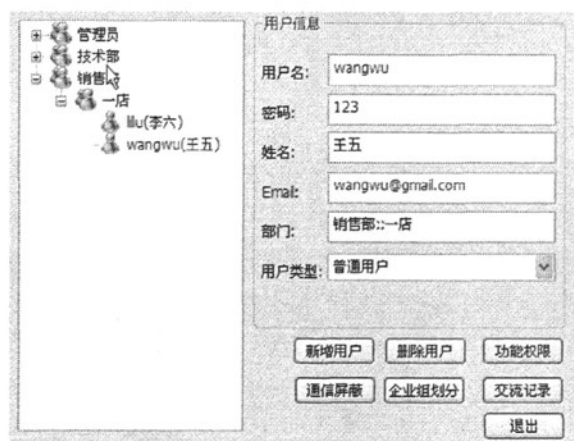 管理员
技术部
销售
一店
lilu(李六)
wangwu(王五)
用户信息
用户名: wangwu
密码: 123
姓名: 王五
Email: wangwu@gmail.com
部门: 销售部::一店
用户类型: 普通用户
新增用户 删除用户 功能权限
通信屏蔽 企业组划分 交流记录
退出